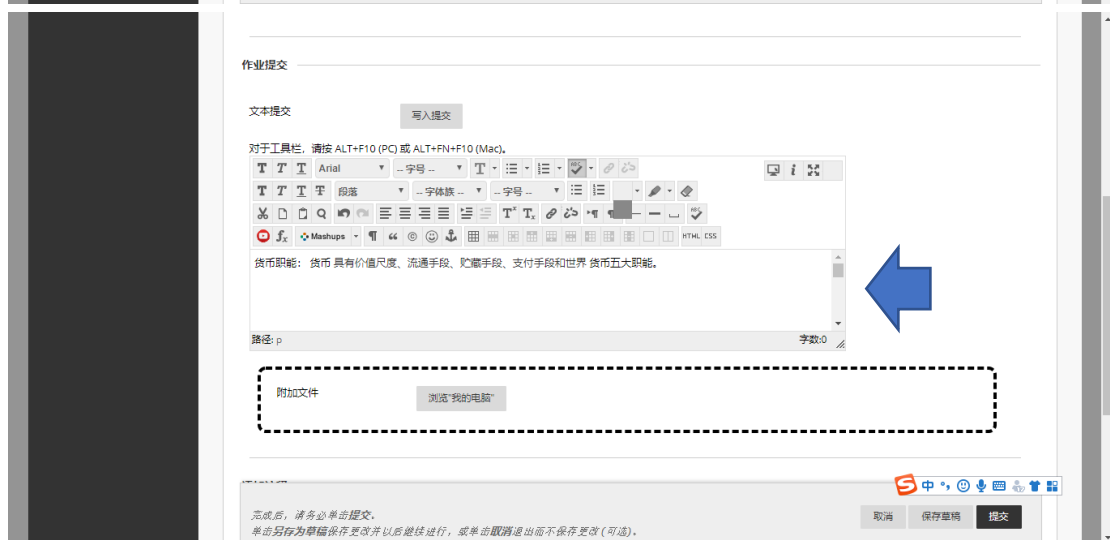 作业提交
文本提交
写入提交
对于工具栏，请按 ALT+F10 (PC) 或 ALT+FN+F10 (Mac)。
T T T Arial -- 字号 -- T ABC i
T T T T 段落 -- 字体族 -- -- 字号 --
T T ABC
fx Mashups ¶ “ © HTML CSS
货币职能： 货币 具有价值尺度、流通手段、贮藏手段、支付手段和世界 货币五大职能。
路径: p 字数:0
附加文件
浏览"我的电脑"
中
完成后，请务必单击提交。
单击另存为草稿保存更改并以后继续进行，或单击取消退出而不保存更改(可选)。
取消 保存草稿 提交